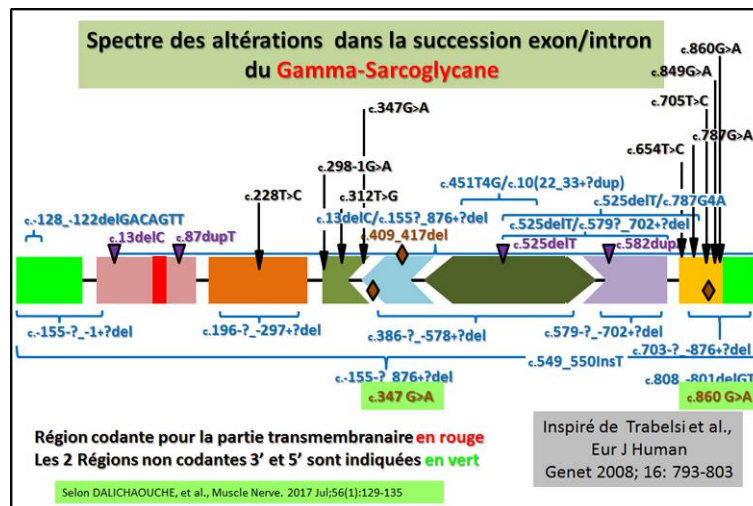 Spectre des altérations dans la succession exon/intron
du Gamma-Sarcoglycane
c.860G>A
c.849G>A
c.705T>C
c.787G>A
c.654T>C
c.347G>A
c.298-1G>A
c.312T>G
c.228T>C
c.451T4G/c.10(22_33+?dup)
c.525delT/c.787G4A
c.525delT/c.579?_702+?del
c.13delC/c.155?_876+?del
c.-128_-122delGACAGTT
c.13delC
c.87dupT
c.409_417del
c.525delT
c.582dup
c.-155-?_-1+?del
c.196-?_-297+?del
c.386-?_-578+?del
c.579-?_-702+?del
c.703-?_-876+?del
c.549_550InsT
c.-155-?_876+?del
c.808_-801delGT
c.347 G>A
c.860 G>A
Région codante pour la partie transmembranaire en rouge
Les 2 Régions non codantes 3' et 5' sont indiquées en vert
Inspiré de Trabelsi et al.,
Eur J Human
Genet 2008; 16: 793-803
Selon DALICHAOUCHE, et al., Muscle Nerve. 2017 Jul;56(1):129-135